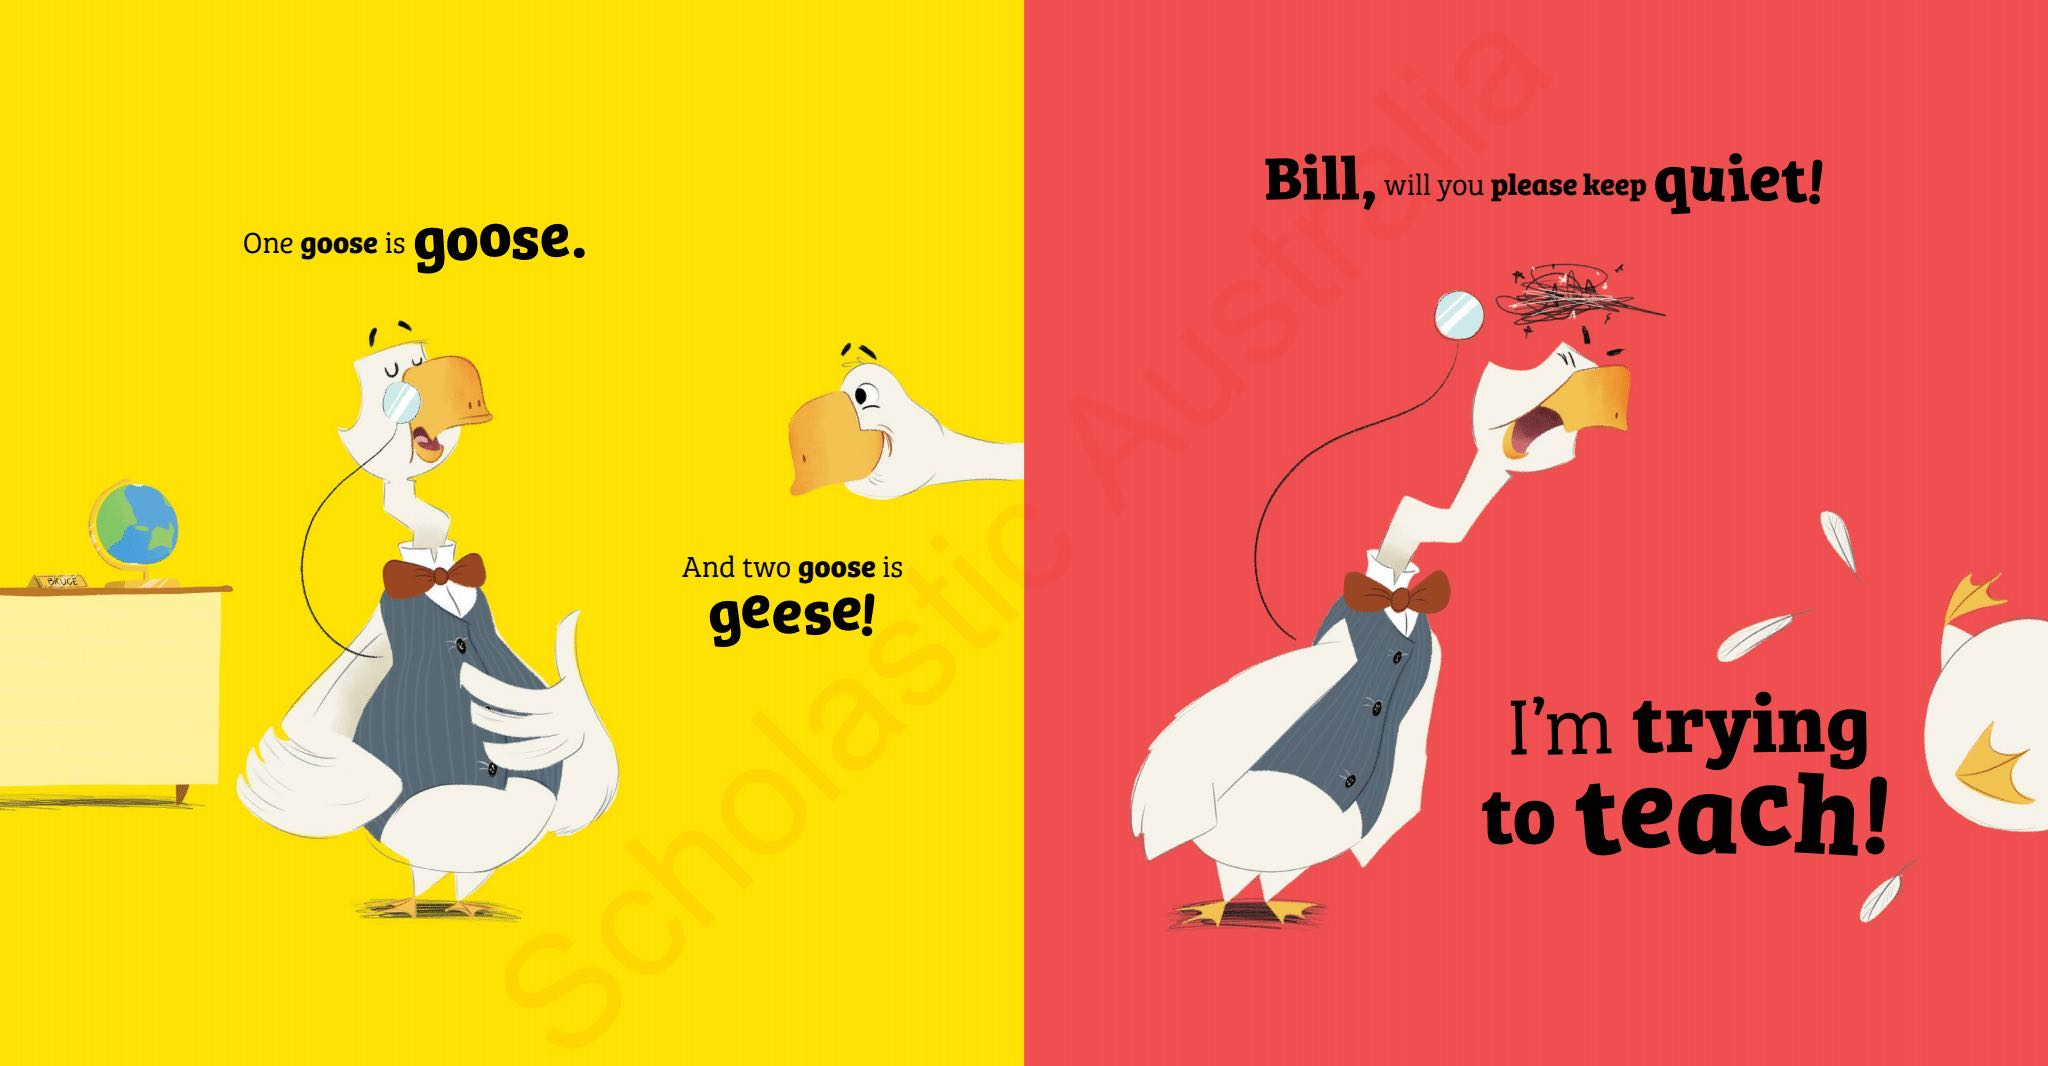 One goose is goose.
BRUCE
And two goose is
geese!
Bill, will you please keep quiet!
I'm trying
to teach!
Scholastic Australia